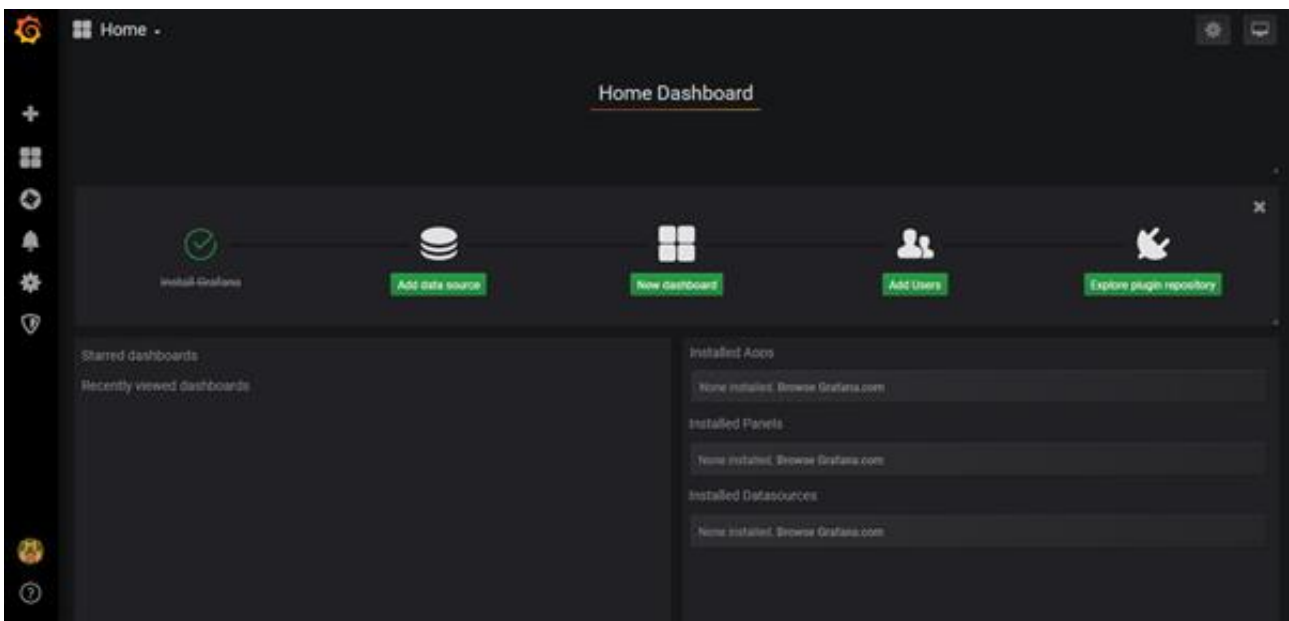 Home
Home Dashboard
Install Grafana
Add data source
New dashboard
Add Users
Explore plugin repository
Starred dashboards
Recently viewed dashboards
Installed Apps
None installed. Browse Grafana.com
Installed Panels
None installed. Browse Grafana.com
Installed Datasources
None installed. Browse Grafana.com